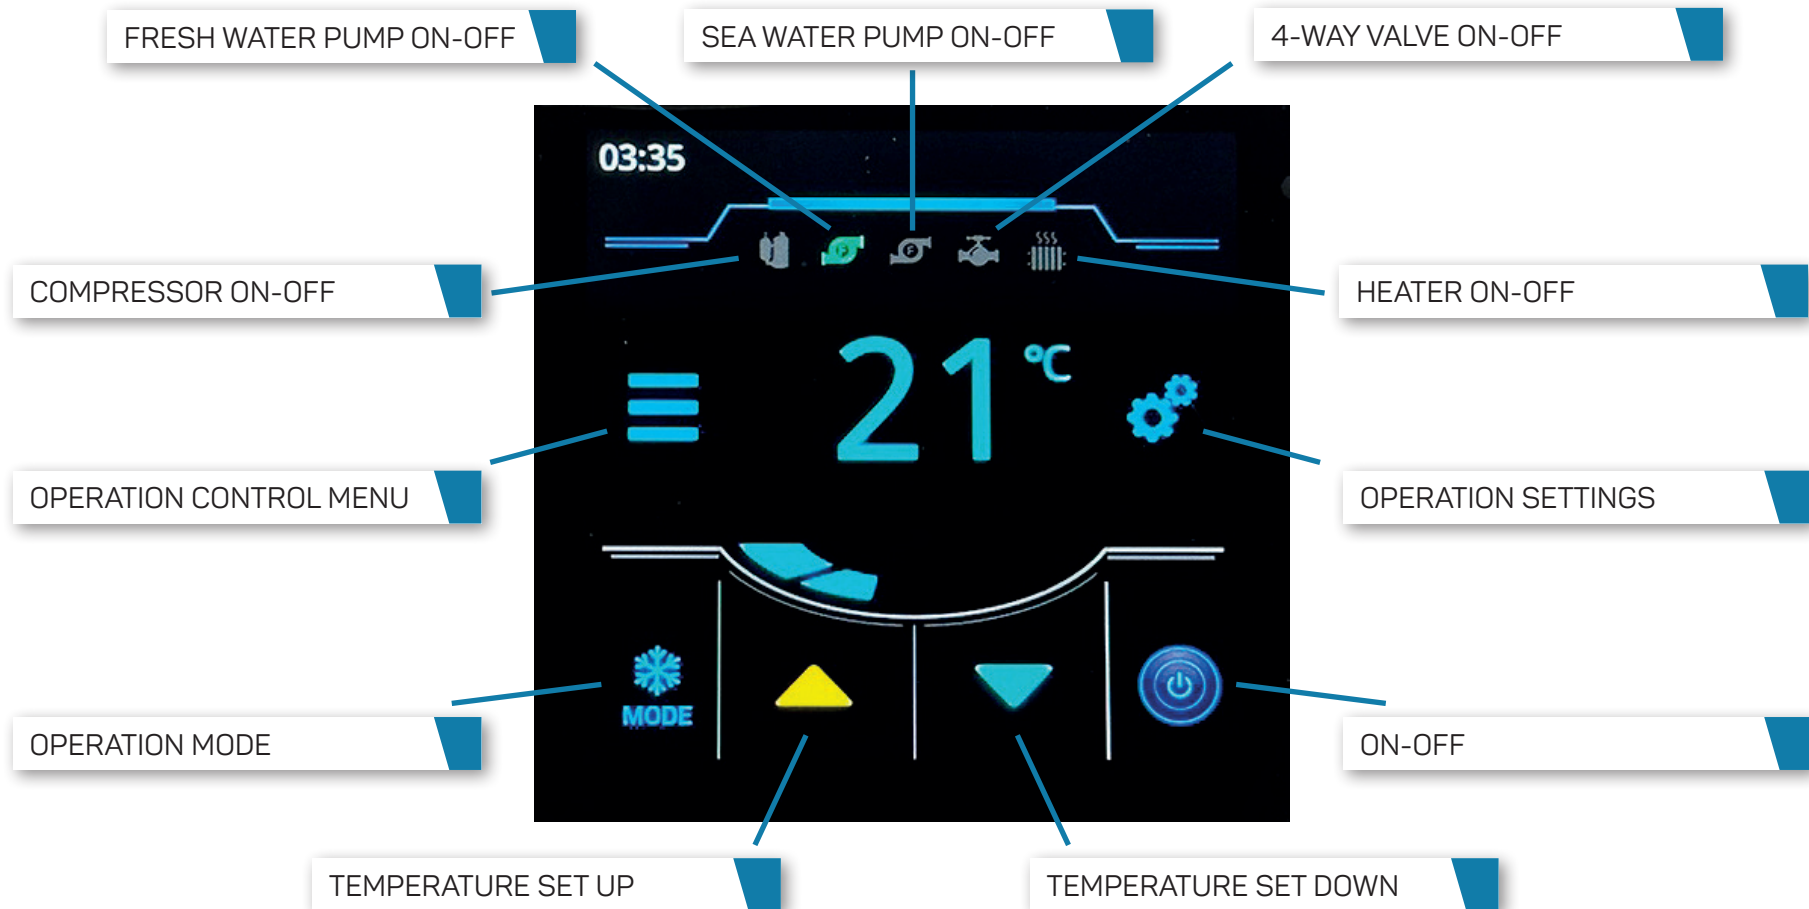 FRESH WATER PUMP ON-OFF
SEA WATER PUMP ON-OFF
4-WAY VALVE ON-OFF
03:35
F
F
COMPRESSOR ON-OFF
HEATER ON-OFF
21 °C
OPERATION CONTROL MENU
OPERATION SETTINGS
MODE
OPERATION MODE
ON-OFF
TEMPERATURE SET UP
TEMPERATURE SET DOWN